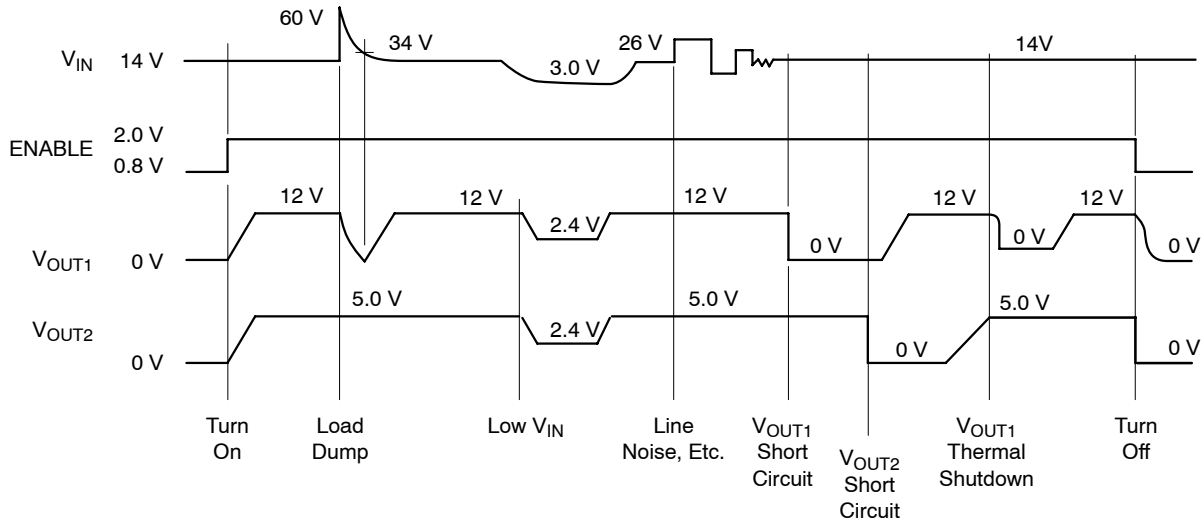 60 V
V_IN 14 V 34 V 3.0 V 26 V 14V
2.0 V
ENABLE
0.8 V
12 V 12 V 2.4 V 12 V 12 V 12 V
V_OUT1 0 V 0 V 0 V 0 V
5.0 V 5.0 V 5.0 V
V_OUT2 2.4 V
0 V 0 V 0 V
Turn On
Load Dump
Low V_IN
Line Noise, Etc.
V_OUT1 Short Circuit
V_OUT2 Short Circuit
V_OUT1 Thermal Shutdown
Turn Off